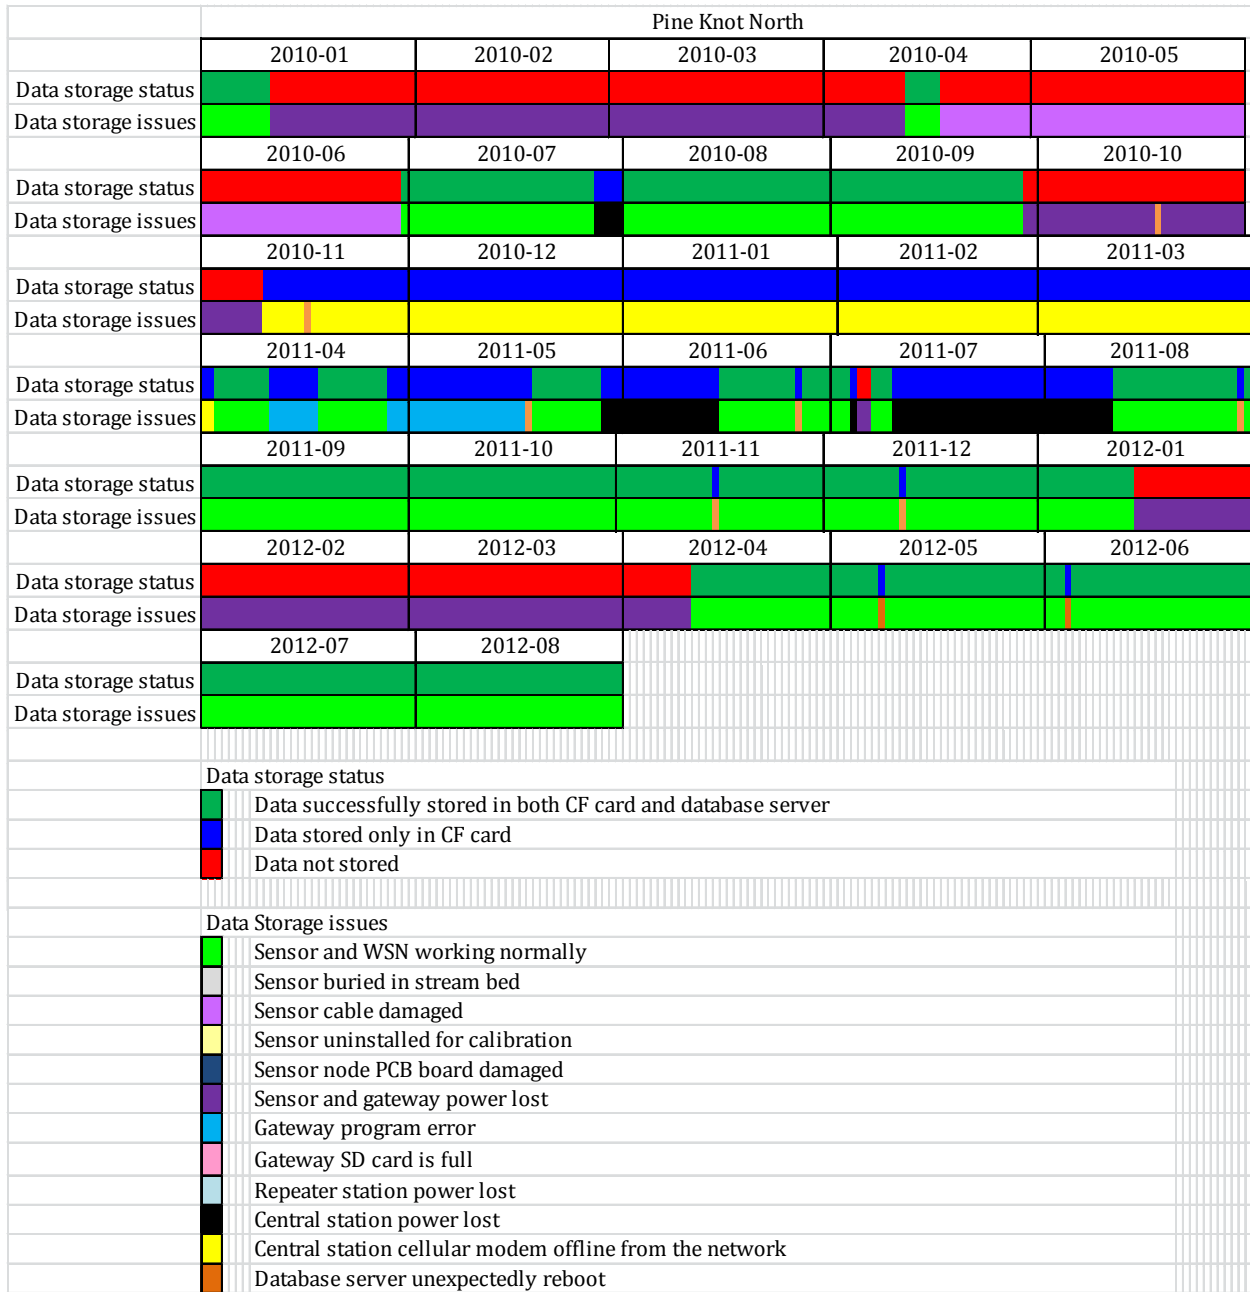 Pine Knot North
2010-01 2010-02 2010-03 2010-04 2010-05
Data storage status
Data storage issues
2010-06 2010-07 2010-08 2010-09 2010-10
Data storage status
Data storage issues
2010-11 2010-12 2011-01 2011-02 2011-03
Data storage status
Data storage issues
2011-04 2011-05 2011-06 2011-07 2011-08
Data storage status
Data storage issues
2011-09 2011-10 2011-11 2011-12 2012-01
Data storage status
Data storage issues
2012-02 2012-03 2012-04 2012-05 2012-06
Data storage status
Data storage issues
2012-07 2012-08
Data storage status
Data storage issues
Data storage status
Data successfully stored in both CF card and database server
Data stored only in CF card
Data not stored
Data Storage issues
Sensor and WSN working normally
Sensor buried in stream bed
Sensor cable damaged
Sensor uninstalled for calibration
Sensor node PCB board damaged
Sensor and gateway power lost
Gateway program error
Gateway SD card is full
Repeater station power lost
Central station power lost
Central station cellular modem offline from the network
Database server unexpectedly reboot